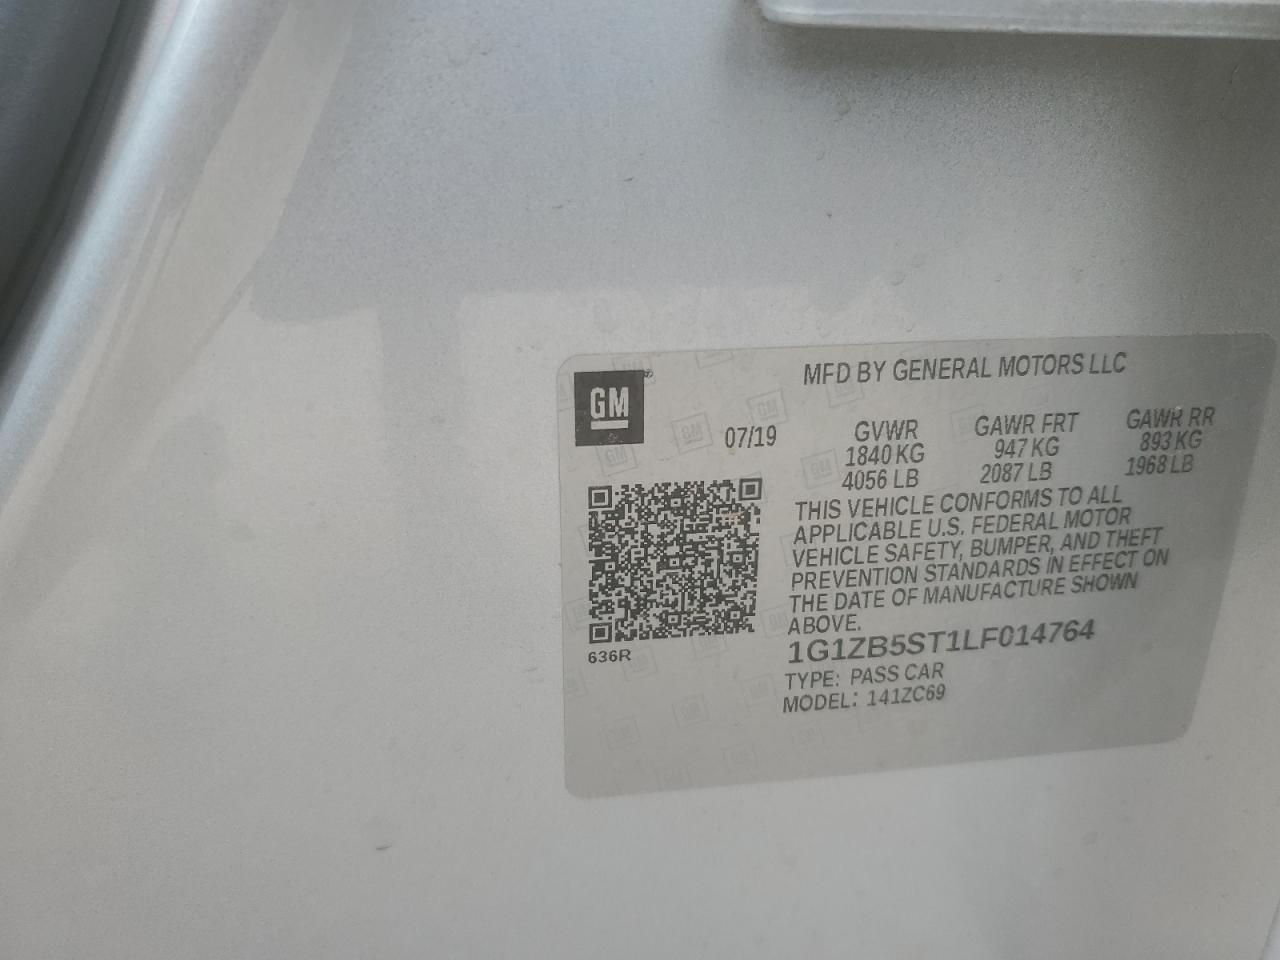 GM
MFD BY GENERAL MOTORS LLC
07/19
GVWR GAWR FRT GAWR RR
1840 KG 947 KG 893 KG
4056 LB 2087 LB 1968 LB
THIS VEHICLE CONFORMS TO ALL
APPLICABLE U.S. FEDERAL MOTOR
VEHICLE SAFETY, BUMPER, AND THEFT
PREVENTION STANDARDS IN EFFECT ON
THE DATE OF MANUFACTURE SHOWN
ABOVE.
636R
1G1ZB5ST1LF014764
TYPE: PASS CAR
MODEL: 141ZC69